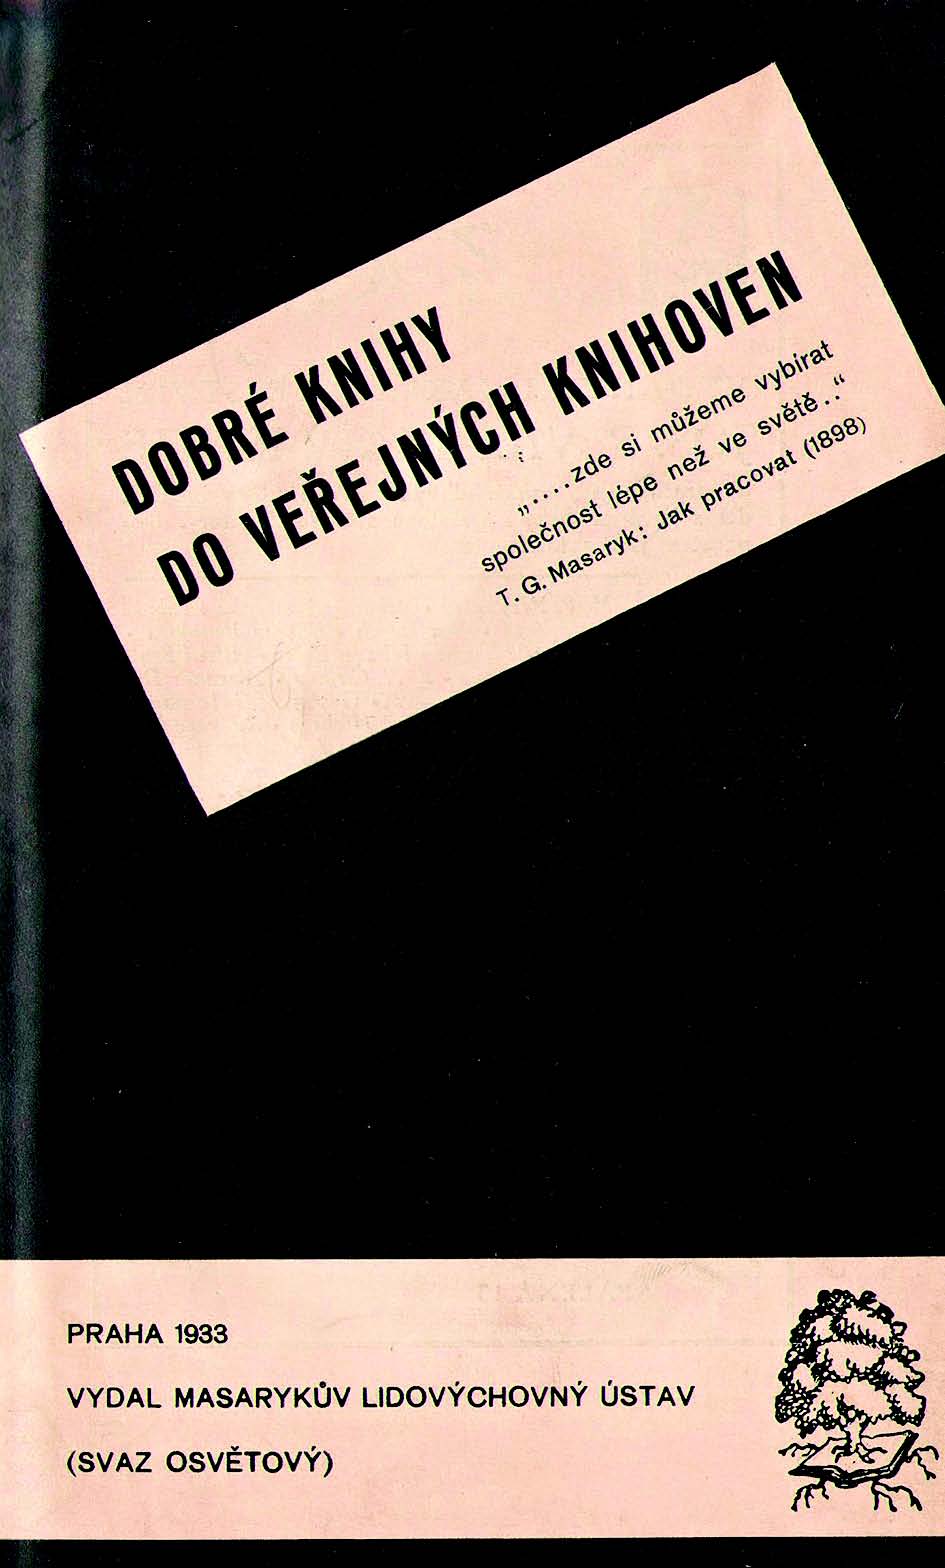 DOBRÉ KNIHY
DO VEŘEJNÝCH KNIHOVEN
„....zde si můžeme vybírat
společnost lépe než ve světě.."
T. G. Masaryk: Jak pracovat (1898)
PRAHA 1933
VYDAL MASARYKŮV LIDOVÝCHOVNÝ ÚSTAV
(SVAZ OSVĚTOVÝ)